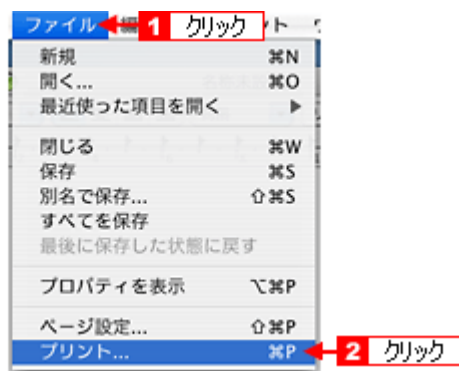 ファイル 1 クリック
新規 ⌘N
開く... ⌘O
最近使った項目を開く ▶
閉じる ⌘W
保存 ⌘S
別名で保存... ⇧⌘S
すべてを保存
最後に保存した状態に戻す
プロパティを表示 ⌥⌘P
ページ設定... ⇧⌘P
プリント... ⌘P 2 クリック